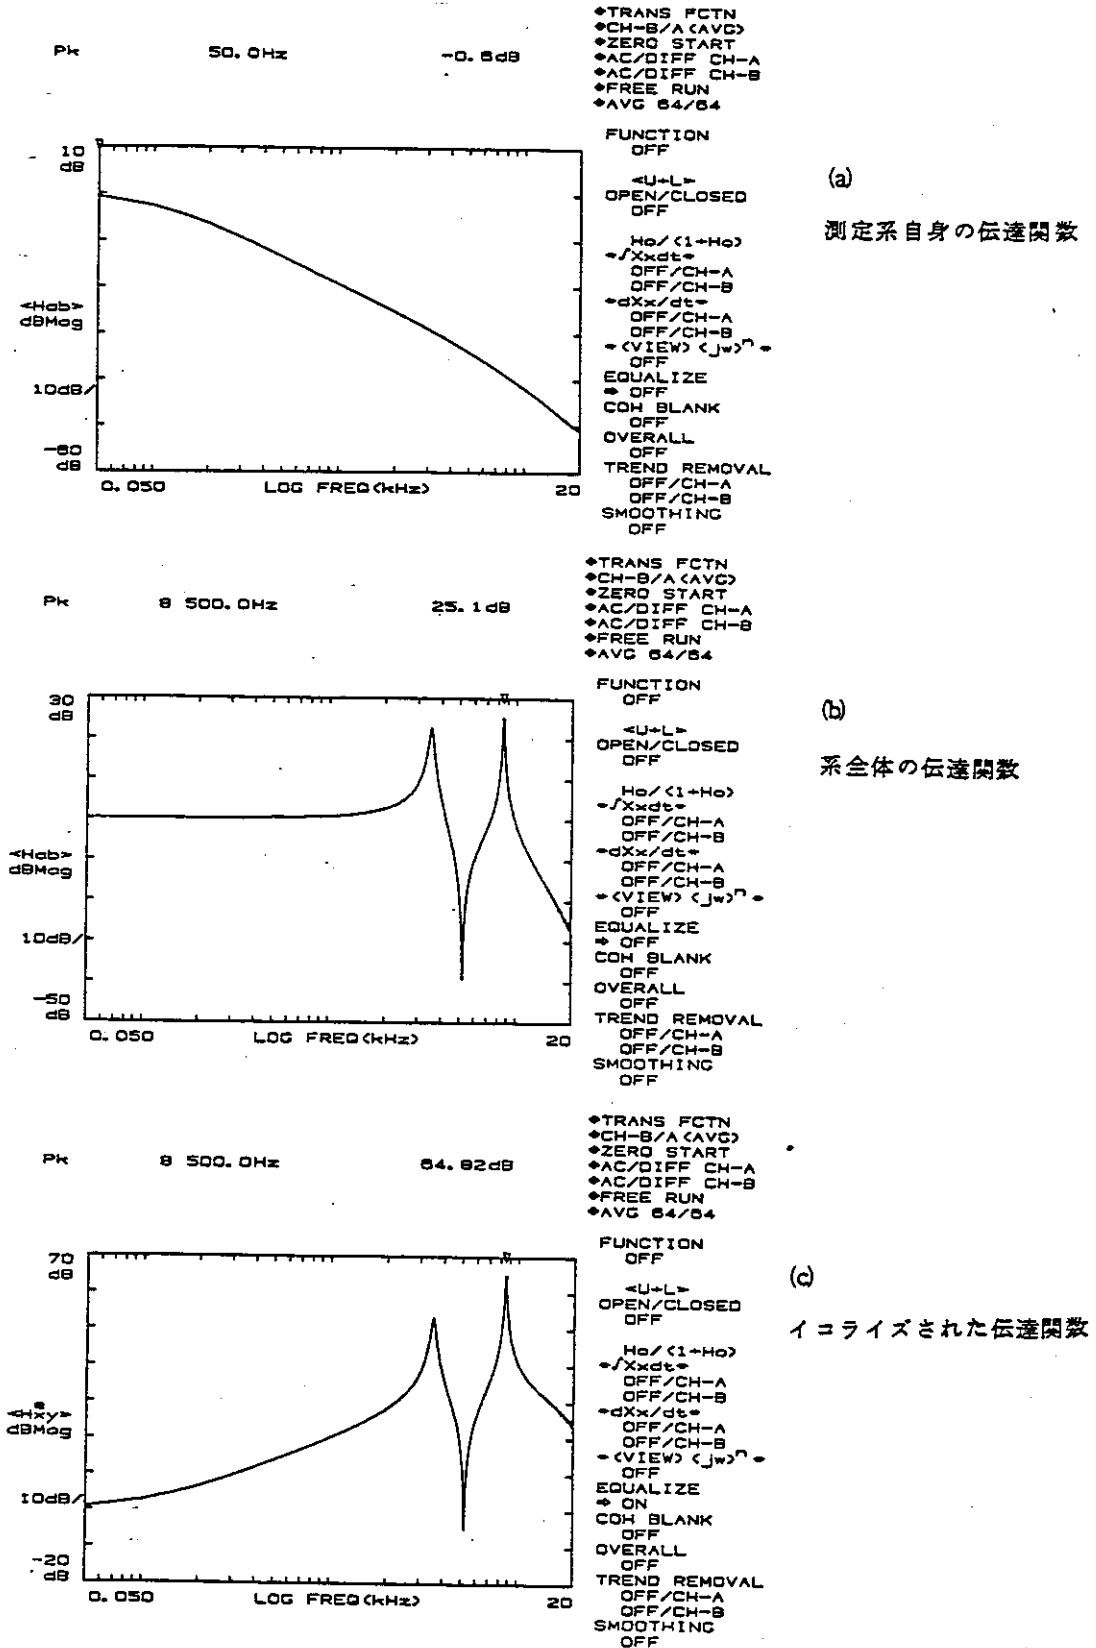 Pk 50.0Hz -0.6dB
◆TRANS FCTN
◆CH-B/A(AVG)
◆ZERO START
◆AC/DIFF CH-A
◆AC/DIFF CH-B
◆FREE RUN
◆AVG 64/64
FUNCTION
OFF
<U+L>
OPEN/CLOSED
OFF
Ho/(1+Ho)
∫Xxdt
OFF/CH-A
OFF/CH-B
dXx/dt
OFF/CH-A
OFF/CH-B
(VIEW) (jw)ⁿ
OFF
EQUALIZE
➡ OFF
COH BLANK
OFF
OVERALL
OFF
TREND REMOVAL
OFF/CH-A
OFF/CH-B
SMOOTHING
OFF
10
dB
<Hab>
dBMag
10dB/
-60
dB
0.050 LOG FREQ(kHz) 20
(a)
測定系自身の伝達関数
Pk 8 500.0Hz 25.1dB
◆TRANS FCTN
◆CH-B/A(AVG)
◆ZERO START
◆AC/DIFF CH-A
◆AC/DIFF CH-B
◆FREE RUN
◆AVG 64/64
FUNCTION
OFF
<U+L>
OPEN/CLOSED
OFF
Ho/(1+Ho)
∫Xxdt
OFF/CH-A
OFF/CH-B
dXx/dt
OFF/CH-A
OFF/CH-B
(VIEW) (jw)ⁿ
OFF
EQUALIZE
➡ OFF
COH BLANK
OFF
OVERALL
OFF
TREND REMOVAL
OFF/CH-A
OFF/CH-B
SMOOTHING
OFF
30
dB
<Hab>
dBMag
10dB/
-50
dB
0.050 LOG FREQ(kHz) 20
(b)
系全体の伝達関数
Pk 8 500.0Hz 64.82dB
◆TRANS FCTN
◆CH-B/A(AVG)
◆ZERO START
◆AC/DIFF CH-A
◆AC/DIFF CH-B
◆FREE RUN
◆AVG 64/64
FUNCTION
OFF
<U+L>
OPEN/CLOSED
OFF
Ho/(1+Ho)
∫Xxdt
OFF/CH-A
OFF/CH-B
dXx/dt
OFF/CH-A
OFF/CH-B
(VIEW) (jw)ⁿ
OFF
EQUALIZE
➡ ON
COH BLANK
OFF
OVERALL
OFF
TREND REMOVAL
OFF/CH-A
OFF/CH-B
SMOOTHING
OFF
70
dB
dBMag
10dB/
-20
dB
0.050 LOG FREQ(kHz) 20
(c)
イコライズされた伝達関数